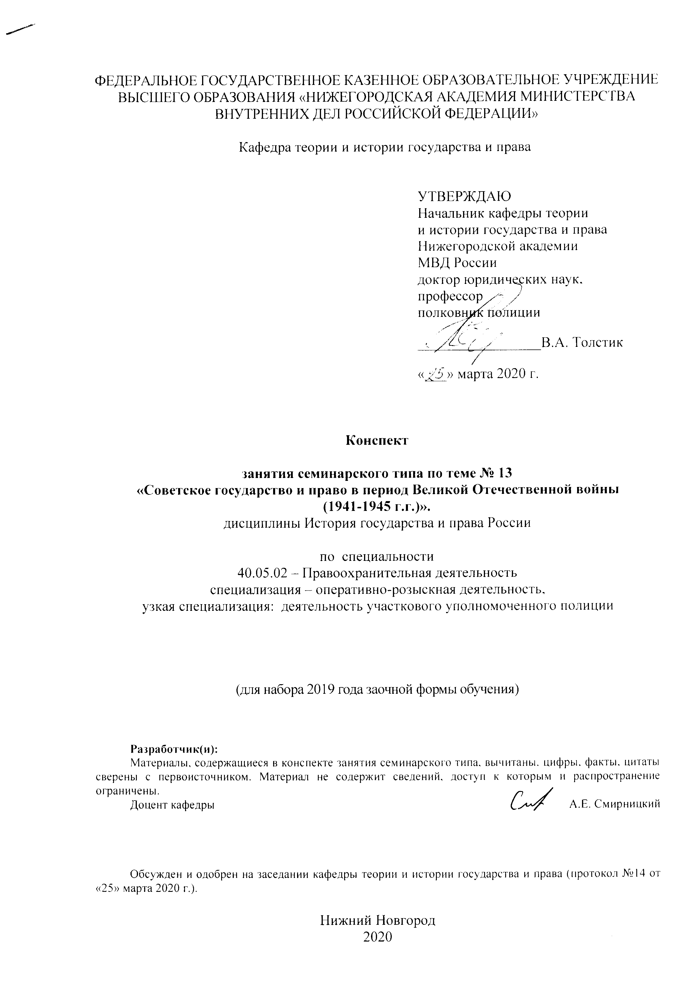 ФЕДЕРАЛЬНОЕ ГОСУДАРСТВЕННОЕ КАЗЕННОЕ ОБРАЗОВАТЕЛЬНОЕ УЧРЕЖДЕНИЕ
ВЫСШЕГО ОБРАЗОВАНИЯ «НИЖЕГОРОДСКАЯ АКАДЕМИЯ МИНИСТЕРСТВА
ВНУТРЕННИХ ДЕЛ РОССИЙСКОЙ ФЕДЕРАЦИИ»
Кафедра теории и истории государства и права
УТВЕРЖДАЮ
Начальник кафедры теории
и истории государства и права
Нижегородской академии
МВД России
доктор юридических наук,
профессор
полковник полиции
В.А. Толстик
«25» марта 2020 г.
Конспект
занятия семинарского типа по теме № 13
«Советское государство и право в период Великой Отечественной войны
(1941-1945 г.г.)».
дисциплины История государства и права России
по специальности
40.05.02 – Правоохранительная деятельность
специализация – оперативно-розыскная деятельность,
узкая специализация: деятельность участкового уполномоченного полиции
(для набора 2019 года заочной формы обучения)
Разработчик(и):
Материалы, содержащиеся в конспекте занятия семинарского типа, вычитаны, цифры, факты, цитаты
сверены с первоисточником. Материал не содержит сведений, доступ к которым и распространение
ограничены.
Доцент кафедры А.Е. Смирницкий
Обсужден и одобрен на заседании кафедры теории и истории государства и права (протокол №14 от
«25» марта 2020 г.).
Нижний Новгород
2020